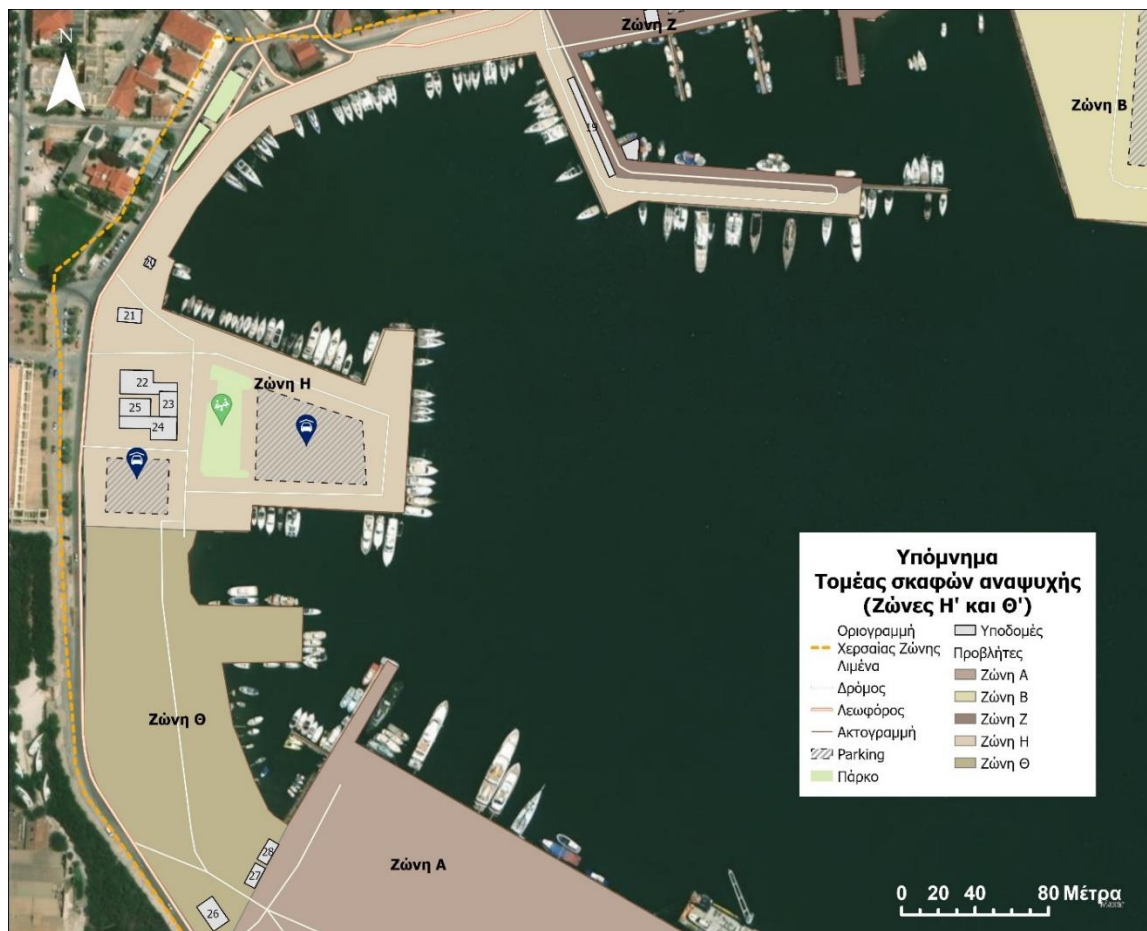 Ζώνη Ζ
N
Ζώνη Β
19
20
21
Ζώνη Η
22
23
25
24
Υπόμνημα
Τομέας σκαφών αναψυχής
(Ζώνες Η' και Θ')
Οριογραμμή
Χερσαίας Ζώνης
Λιμένα
Δρόμος
Λεωφόρος
Ακτογραμμή
Parking
Πάρκο
Υποδομές
Προβλήτες
Ζώνη Α
Ζώνη Β
Ζώνη Ζ
Ζώνη Η
Ζώνη Θ
Ζώνη Θ
28
27
26
Ζώνη Α
0 20 40 80 Μέτρα